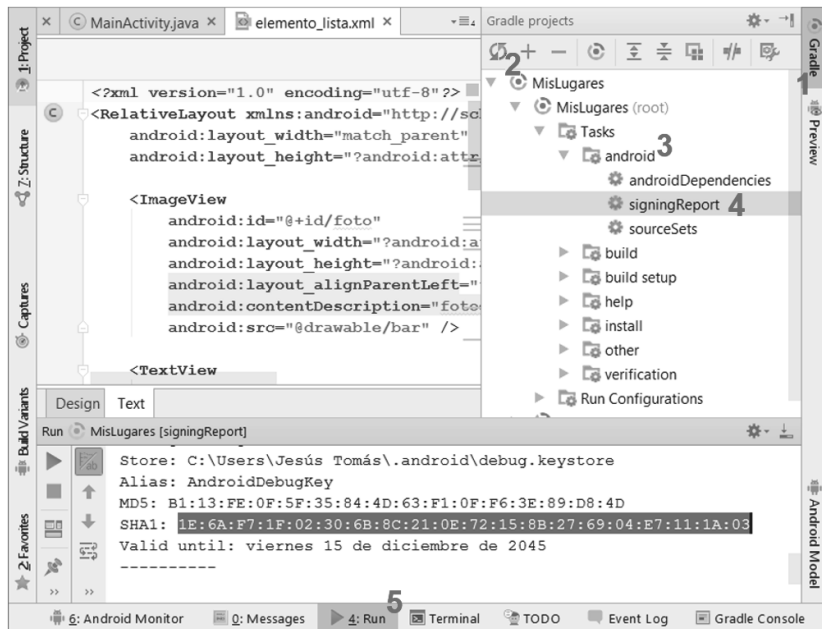 MainActivity.java ×
elemento_lista.xml ×
Gradle projects
1: Project
Z: Structure
Captures
Build Variants
2: Favorites
<?xml version="1.0" encoding="utf-8"?>
<RelativeLayout xmlns:android="http://sc
android:layout_width="match_parent"
android:layout_height="?android:att
<ImageView
android:id="@+id/foto"
android:layout_width="?android:a
android:layout_height="?android:
android:layout_alignParentLeft="
android:contentDescription="foto
android:src="@drawable/bar" />
<TextView
Design Text
2
MisLugares
MisLugares (root)
Tasks
android 3
androidDependencies
signingReport 4
sourceSets
build
build setup
help
install
other
verification
Run Configurations
Gradle
1
Preview
Android Model
Run MisLugares [signingReport]
Store: C:\Users\Jesús Tomás\.android\debug.keystore
Alias: AndroidDebugKey
MD5: B1:13:FE:0F:5F:35:84:4D:63:F1:0F:F6:3E:89:D8:4D
SHA1: 1E:6A:F7:1F:02:30:6B:8C:21:0E:72:15:8B:27:69:04:E7:11:1A:03
Valid until: viernes 15 de diciembre de 2045
----------
6: Android Monitor 0: Messages 4: Run 5 Terminal TODO Event Log Gradle Console